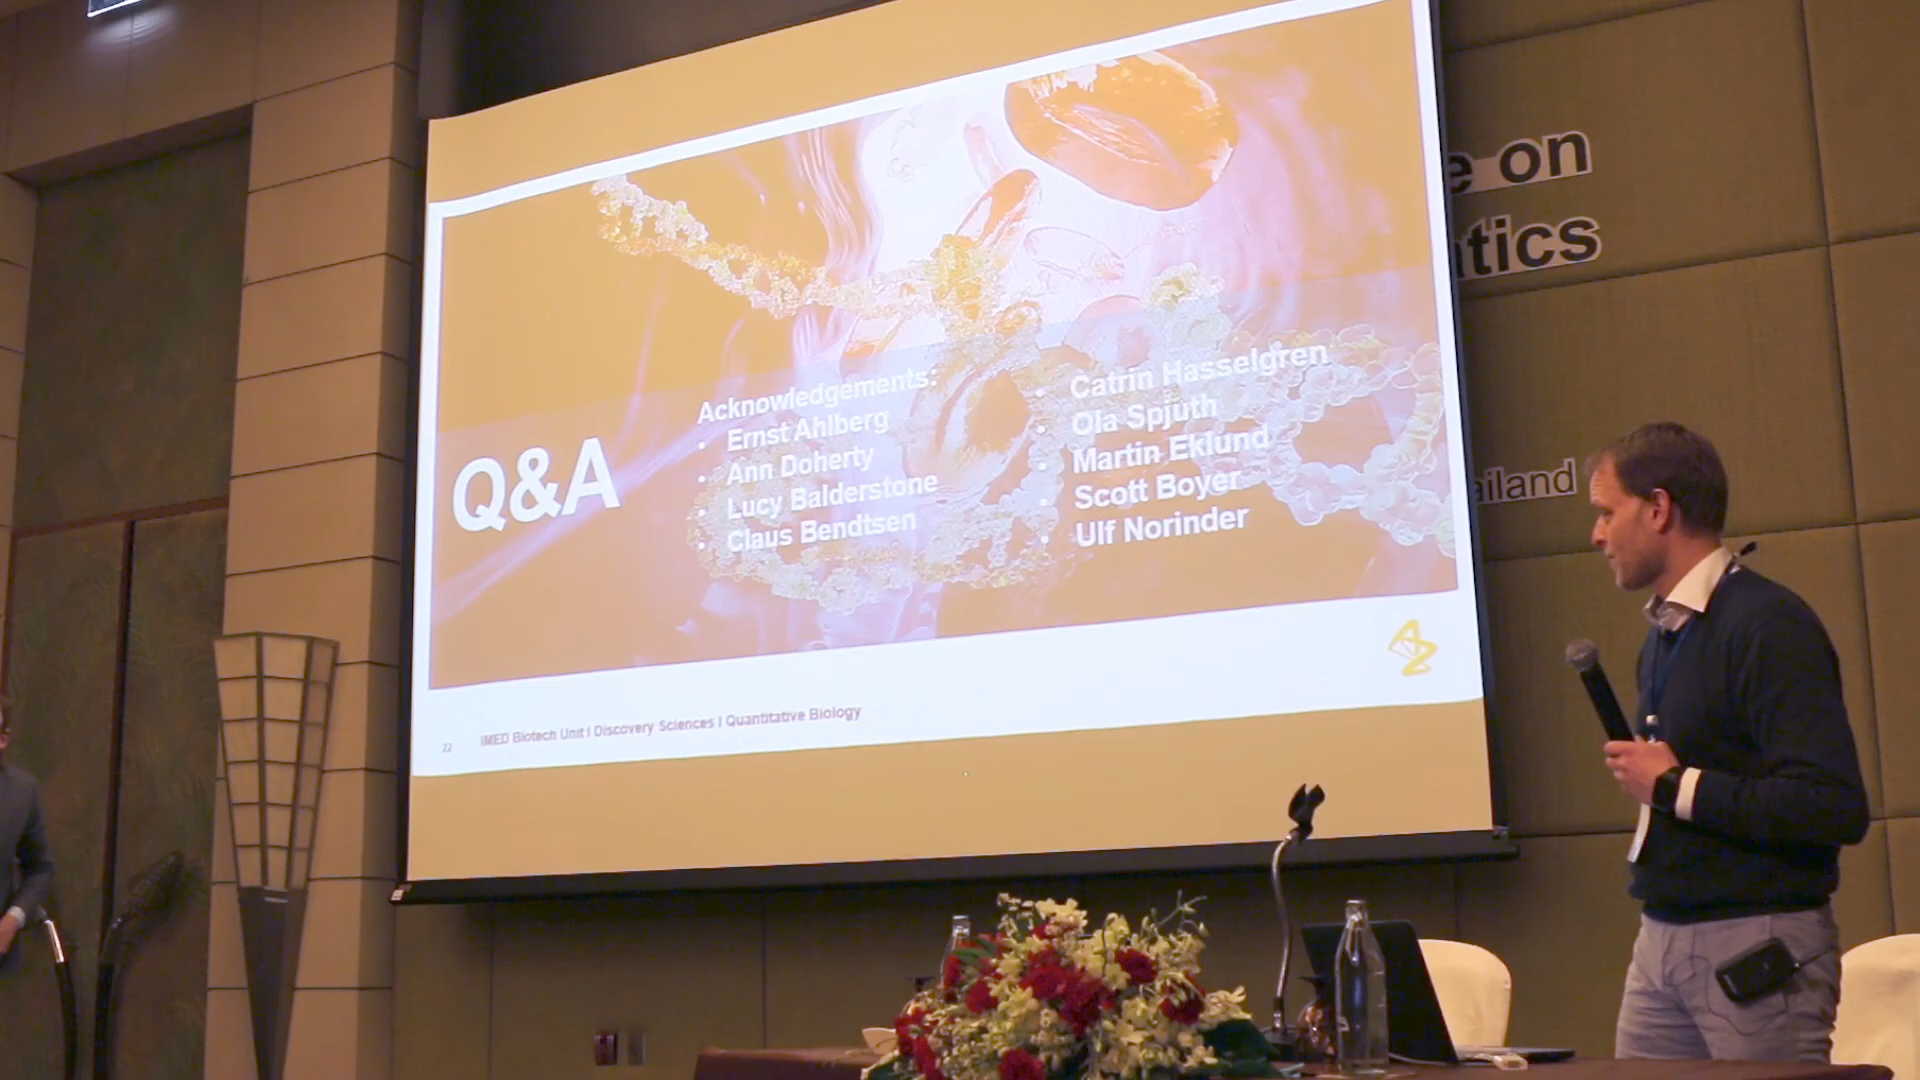 Q&A
Acknowledgements:
• Ernst Ahlberg
• Ann Doherty
• Lucy Balderstone
• Claus Bendtsen
• Catrin Hasselgren
• Ola Spjuth
• Martin Eklund
• Scott Boyer
• Ulf Norinder
22
IMED Biotech Unit I Discovery Sciences I Quantitative Biology
e on
tics
ailand